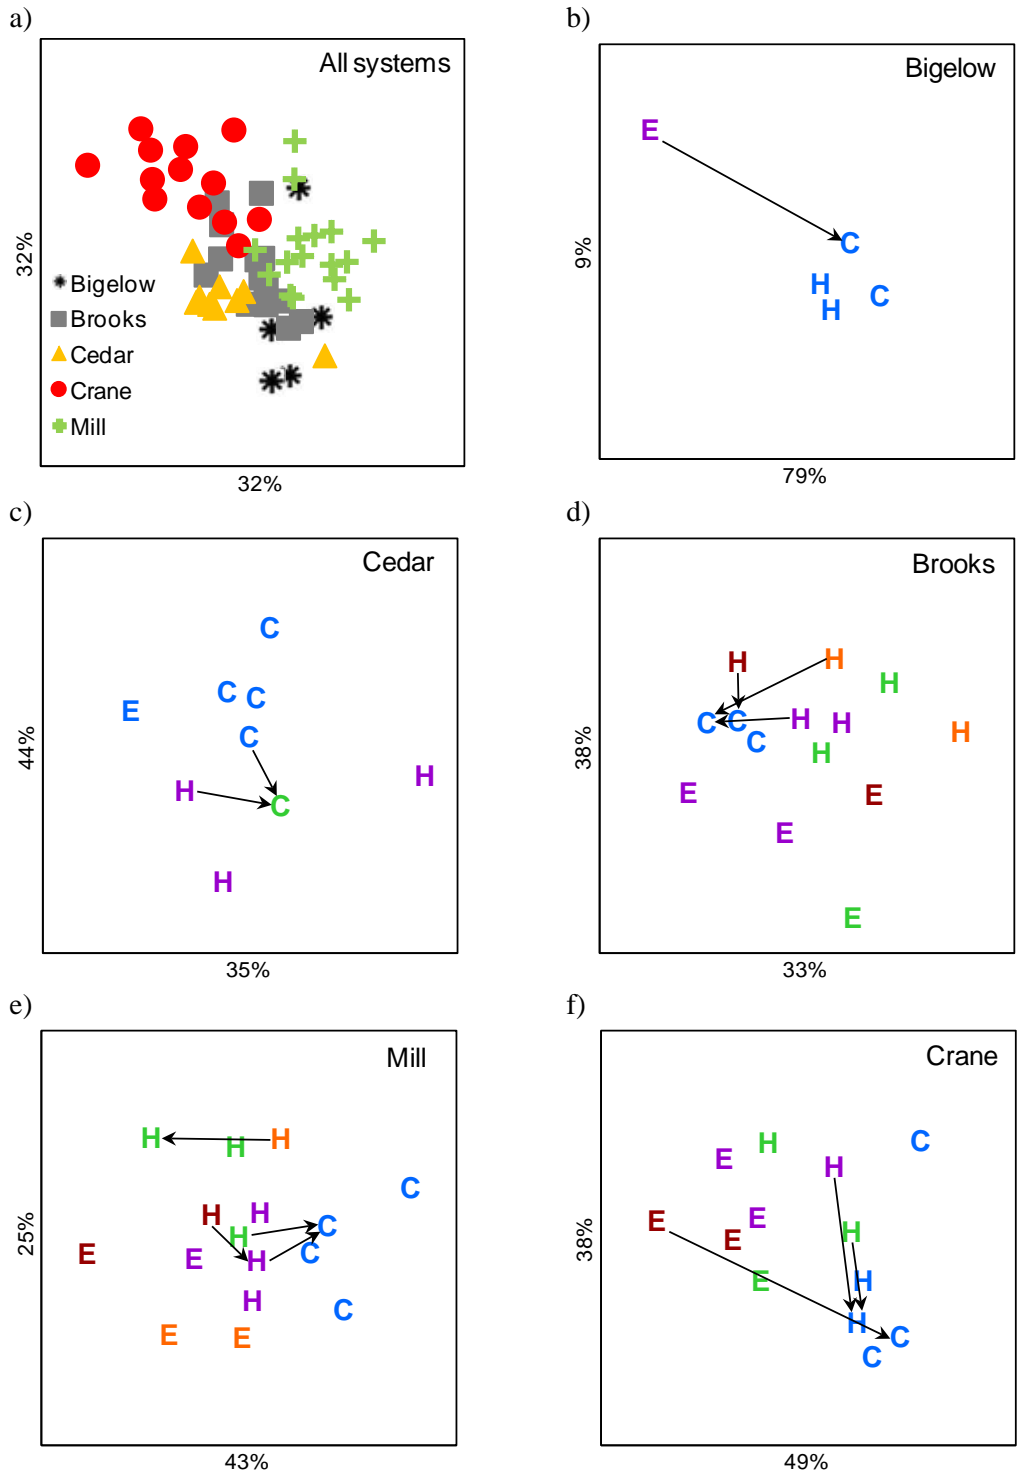 a)
All systems
32%
Bigelow
Brooks
Cedar
Crane
Mill
32%
b)
Bigelow
E
C
H
C
H
9%
79%
c)
Cedar
C
C
C
E
C
H
H
C
H
44%
35%
d)
Brooks
H
H
H
C
C
H
H
H
C
H
E
E
E
E
38%
33%
e)
Mill
H
H
H
C
H
H
C
H
C
E
E
H
H
C
E
E
25%
43%
f)
Crane
C
H
E
H
E
E
H
E
E
H
H
C
C
38%
49%